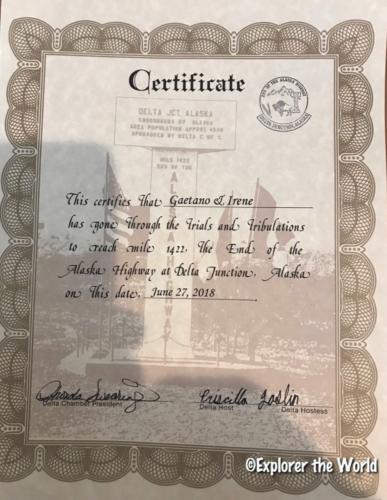 Certificate
DELTA JCT. ALASKA
CROSSROADS OF ALASKA
AREA POPULATION APPROX 4500
SPONSORED BY DELTA C OF C
MILE 1422
END OF THE
ALASKA HIGHWAY
This certifies That Gaetano & Irene
has gone Through the Trials and Tribulations
to reach mile 1422, The End of the
Alaska Highway at Delta Junction, Alaska
on This date, June 27, 2018.
Delta Chamber President
Priscilla
Delta Host
Delta Hostess
©Explorer the World